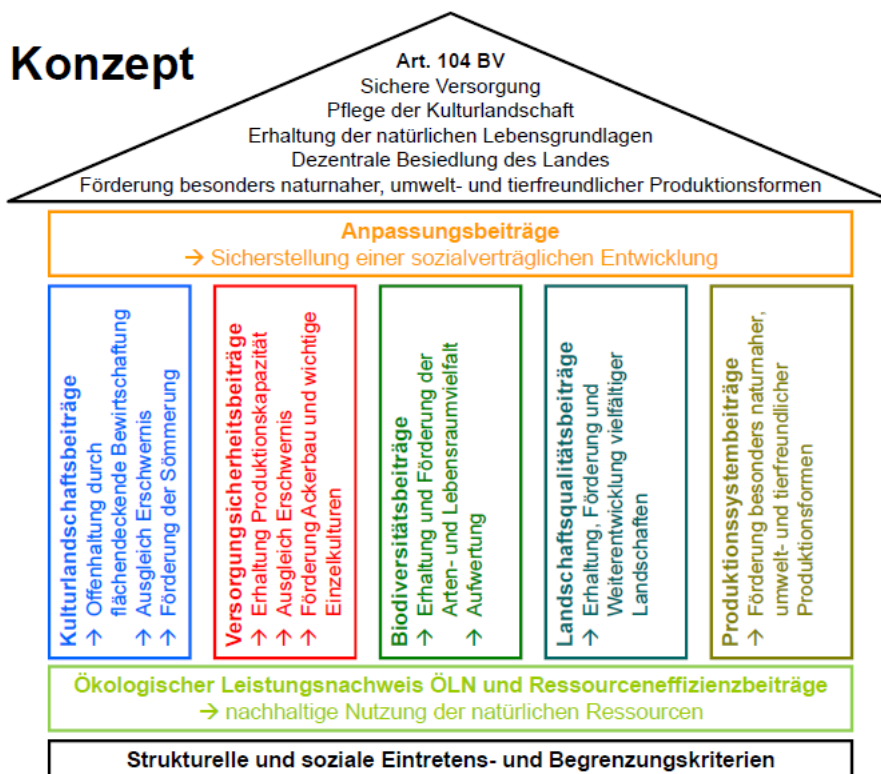 Konzept
Art. 104 BV
Sichere Versorgung
Pflege der Kulturlandschaft
Erhaltung der natürlichen Lebensgrundlagen
Dezentrale Besiedlung des Landes
Förderung besonders naturnaher, umwelt- und tierfreundlicher Produktionsformen
Anpassungsbeiträge
→ Sicherstellung einer sozialverträglichen Entwicklung
Kulturlandschaftsbeiträge
→ Offenhaltung durch
flächendeckende Bewirtschaftung
→ Ausgleich Erschwernis
→ Förderung der Sömmerung
Versorgungsicherheitsbeiträge
→ Erhaltung Produktionskapazität
→ Ausgleich Erschwernis
→ Förderung Ackerbau und wichtige
Einzelkulturen
Biodiversitätsbeiträge
→ Erhaltung und Förderung der
Arten- und Lebensraumvielfalt
→ Aufwertung
Landschaftsqualitätsbeiträge
→ Erhaltung, Förderung und
Weiterentwicklung vielfältiger
Landschaften
Produktionssystembeiträge
→ Förderung besonders naturnaher,
umwelt- und tierfreundlicher
Produktionsformen
Ökologischer Leistungsnachweis ÖLN und Ressourceneffizienzbeiträge
→ nachhaltige Nutzung der natürlichen Ressourcen
Strukturelle und soziale Eintretens- und Begrenzungskriterien